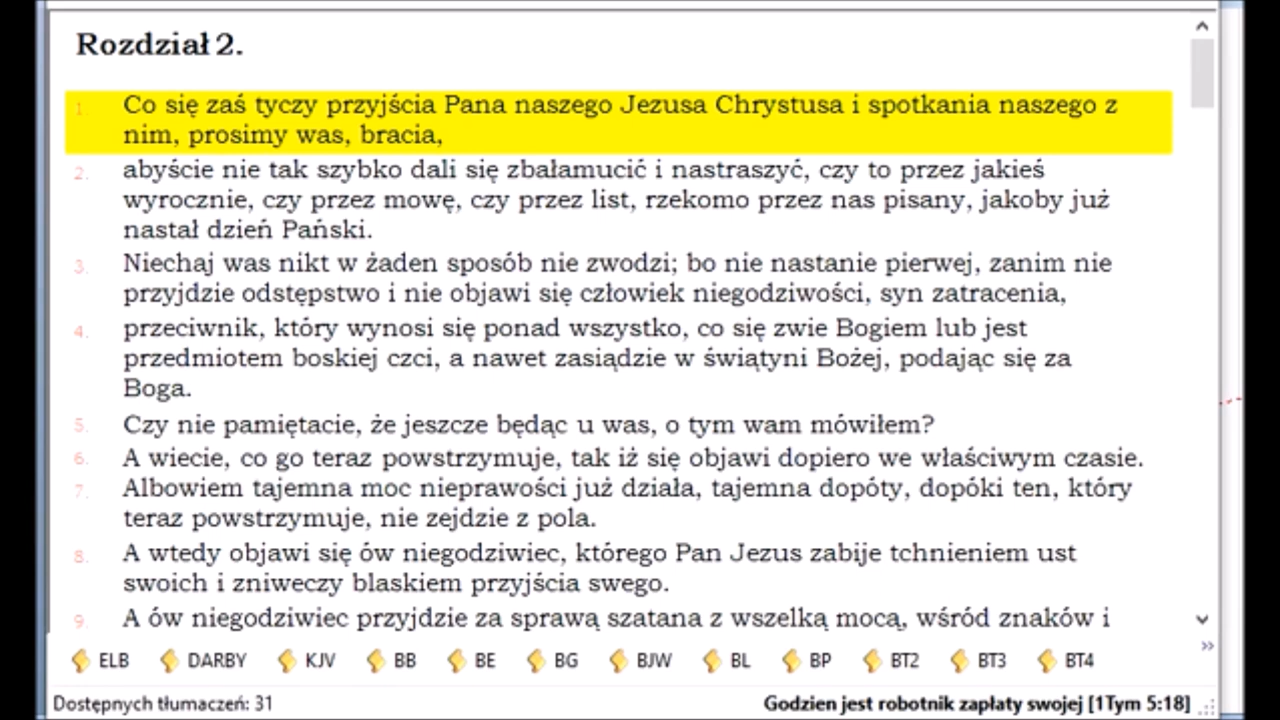 Rozdział 2.
1. Co się zaś tyczy przyjścia Pana naszego Jezusa Chrystusa i spotkania naszego z
nim, prosimy was, bracia,
2. abyście nie tak szybko dali się zbałamucić i nastraszyć, czy to przez jakieś
wyrocznie, czy przez mowę, czy przez list, rzekomo przez nas pisany, jakoby już
nastał dzień Pański.
3. Niechaj was nikt w żaden sposób nie zwodzi; bo nie nastanie pierwej, zanim nie
przyjdzie odstępstwo i nie objawi się człowiek niegodziwości, syn zatracenia,
4. przeciwnik, który wynosi się ponad wszystko, co się zwie Bogiem lub jest
przedmiotem boskiej czci, a nawet zasiądzie w świątyni Bożej, podając się za
Boga.
5. Czy nie pamiętacie, że jeszcze będąc u was, o tym wam mówiłem?
6. A wiecie, co go teraz powstrzymuje, tak iż się objawi dopiero we właściwym czasie.
7. Albowiem tajemna moc nieprawości już działa, tajemna dopóty, dopóki ten, który
teraz powstrzymuje, nie zejdzie z pola.
8. A wtedy objawi się ów niegodziwiec, którego Pan Jezus zabije tchnieniem ust
swoich i zniweczy blaskiem przyjścia swego.
9. A ów niegodziwiec przyjdzie za sprawą szatana z wszelką mocą, wśród znaków i
ELB DARBY KJV BB BE BG BJW BL BP BT2 BT3 BT4 »
Dostępnych tłumaczeń: 31 Godzien jest robotnik zapłaty swojej [1Tym 5:18]